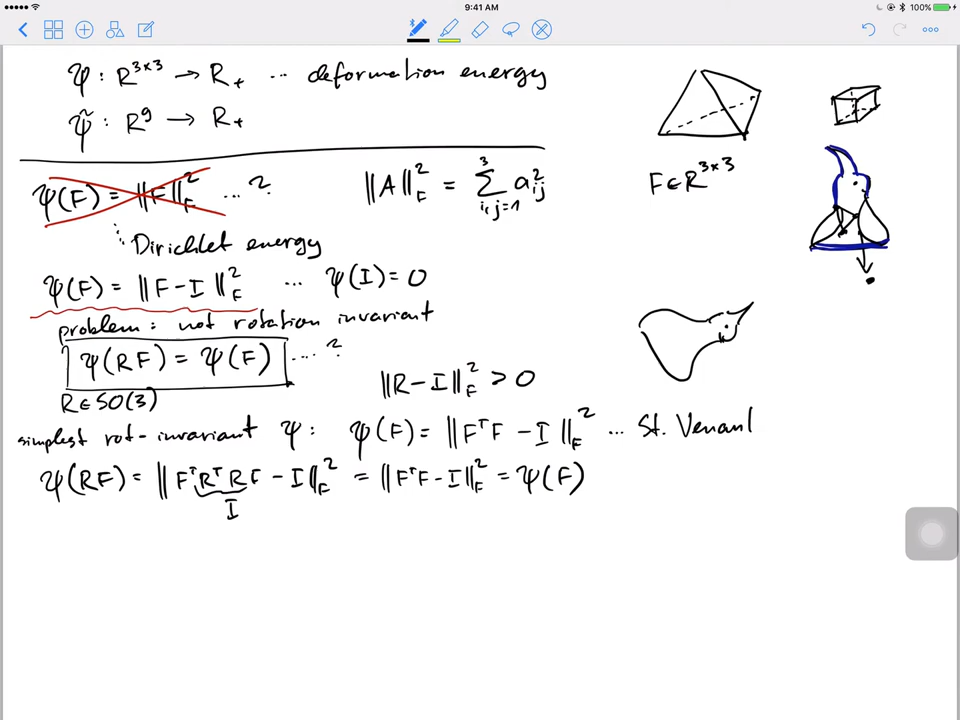 9:41 AM
100%
ψ : R^{3×3} → R_+ ... deformation energy
ψ̃ : R^9 → R_+
ψ(F) = ||F||_F^2 ... ?
||A||_F^2 = Σ_{i,j=1}^3 a_{ij}^2
F ∈ R^{3×3}
Dirichlet energy
ψ(F) = ||F - I||_F^2 ... ψ(I) = 0
problem: not rotation invariant
ψ(RF) = ψ(F) ... ?
R ∈ SO(3)
||R - I||_F^2 > 0
simplest rot-invariant ψ: ψ(F) = ||F^T F - I||_F^2 ... St. Venant
ψ(RF) = ||F^T R^T R F - I||_F^2 = ||F^T F - I||_F^2 = ψ(F)
I